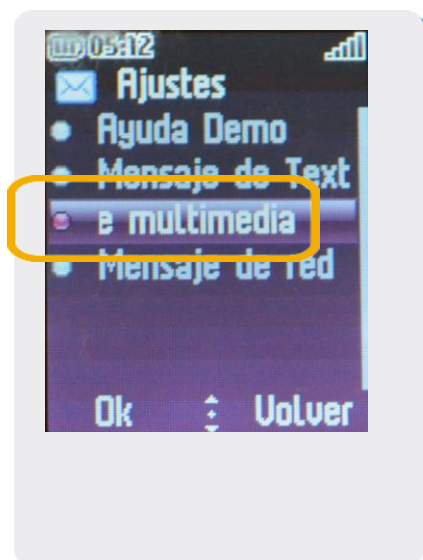 05:12
Ajustes
Ayuda Demo
Mensaje de Text
e multimedia
Mensaje de red
Ok Volver